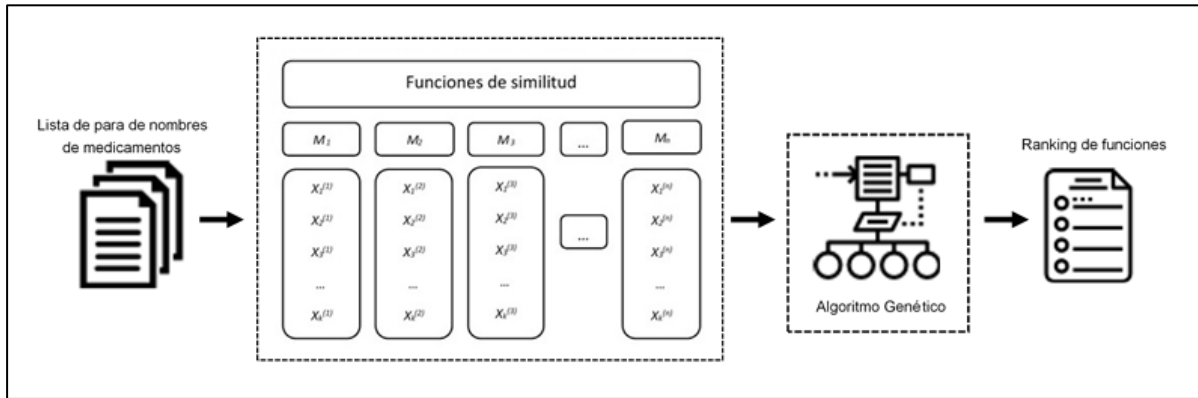 Lista de para de nombres
de medicamentos
Funciones de similitud
M₁ M₂ M₃ ... Mₙ
X₁⁽¹⁾ X₁⁽²⁾ X₁⁽³⁾ X₁⁽ⁿ⁾
X₂⁽¹⁾ X₂⁽²⁾ X₂⁽³⁾ X₂⁽ⁿ⁾
X₃⁽¹⁾ X₃⁽²⁾ X₃⁽³⁾ ... X₃⁽ⁿ⁾
... ... ... ...
Xₖ⁽¹⁾ Xₖ⁽²⁾ Xₖ⁽³⁾ Xₖ⁽ⁿ⁾
Algoritmo Genético
Ranking de funciones